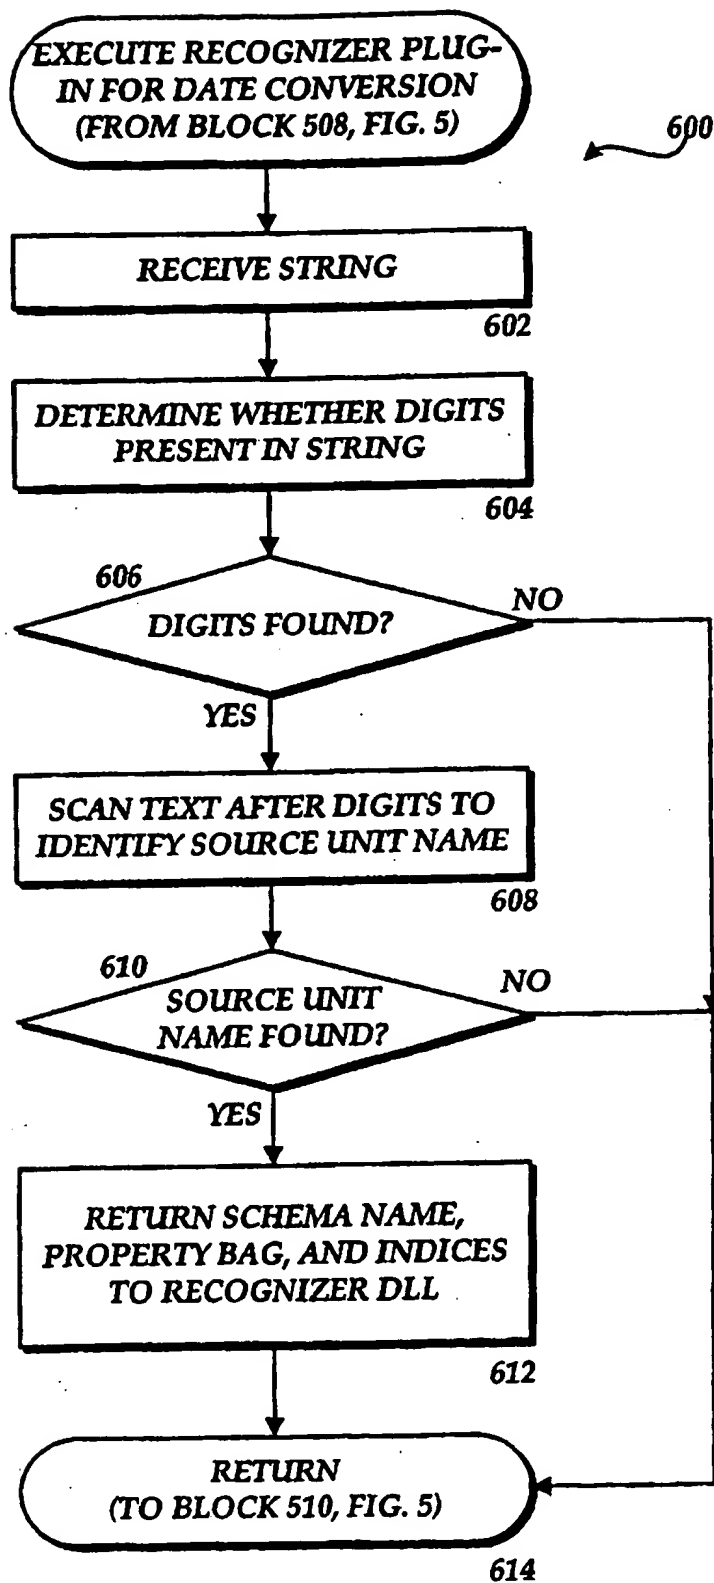 EXECUTE RECOGNIZER PLUG-
IN FOR DATE CONVERSION
(FROM BLOCK 508, FIG. 5)
600
RECEIVE STRING
602
DETERMINE WHETHER DIGITS
PRESENT IN STRING
604
606
DIGITS FOUND?
NO
YES
SCAN TEXT AFTER DIGITS TO
IDENTIFY SOURCE UNIT NAME
608
610
SOURCE UNIT
NAME FOUND?
NO
YES
RETURN SCHEMA NAME,
PROPERTY BAG, AND INDICES
TO RECOGNIZER DLL
612
RETURN
(TO BLOCK 510, FIG. 5)
614